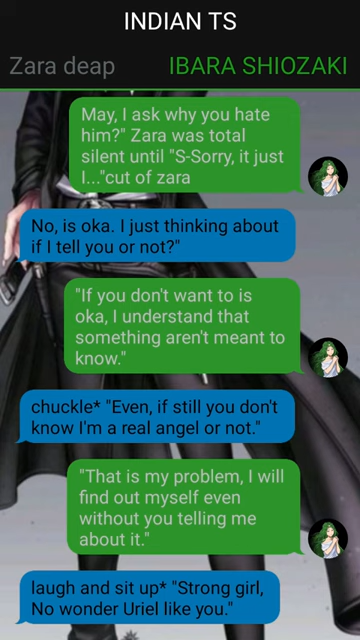 INDIAN TS
Zara deap
IBARA SHIOZAKI
May, I ask why you hate
him?" Zara was total
silent until "S-Sorry, it just
I..."cut of zara
No, is oka. I just thinking about
if I tell you or not?"
"If you don't want to is
oka, I understand that
something aren't meant to
know."
chuckle* "Even, if still you don't
know I'm a real angel or not."
"That is my problem, I will
find out myself even
without you telling me
about it."
laugh and sit up* "Strong girl,
No wonder Uriel like you."